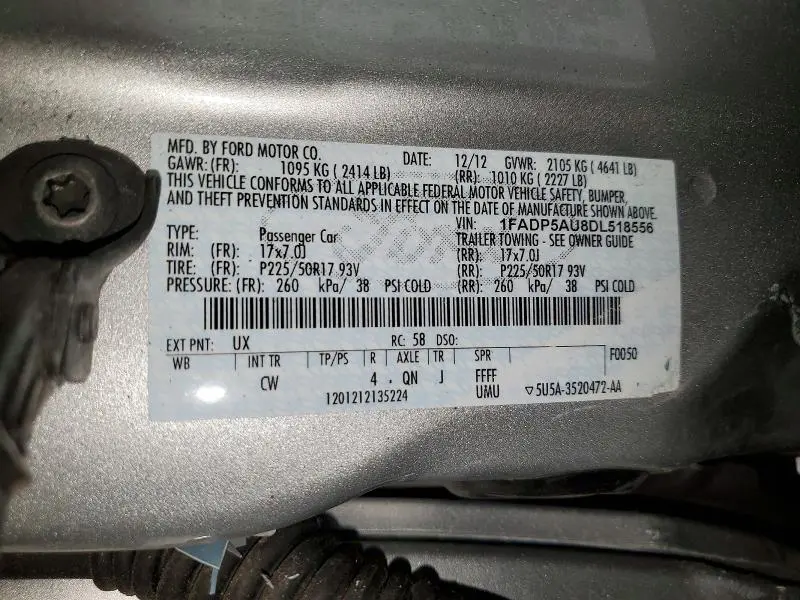 MFD. BY FORD MOTOR CO. DATE: 12/12 GVWR: 2105 KG ( 4641 LB)
GAWR: (FR): 1095 KG ( 2414 LB) (RR): 1010 KG ( 2227 LB)
THIS VEHICLE CONFORMS TO ALL APPLICABLE FEDERAL MOTOR VEHICLE SAFETY, BUMPER,
AND THEFT PREVENTION STANDARDS IN EFFECT ON THE DATE OF MANUFACTURE SHOWN ABOVE.
VIN: 1FADP5AU8DL518556
TYPE: Passenger Car TRAILER TOWING - SEE OWNER GUIDE
RIM: (FR): 17x7.0J (RR): 17x7.0J
TIRE: (FR): P225/50R17 93V (RR): P225/50R17 93V
PRESSURE: (FR): 260 kPa/ 38 PSI COLD (RR): 260 kPa/ 38 PSI COLD
EXT PNT: UX RC: 58 DSO:
WB INT TR TP/PS R AXLE TR SPR F0050
CW 4 . QN J FFFF
1201212135224 UMU ▽5U5A-3520472-AA